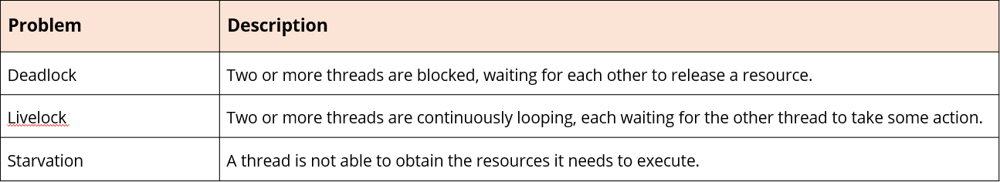 Problem Description
Deadlock Two or more threads are blocked, waiting for each other to release a resource.
Livelock Two or more threads are continuously looping, each waiting for the other thread to take some action.
Starvation A thread is not able to obtain the resources it needs to execute.